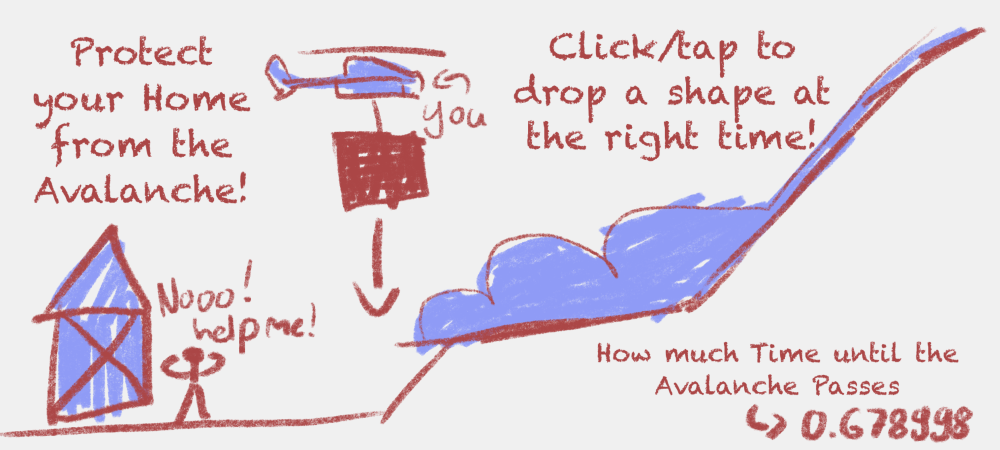 Protect
your Home
from the
Avalanche!
you
Click/tap to
drop a shape at
the right time!
Nooo!
help me!
How much Time until the
Avalanche Passes
0.678998